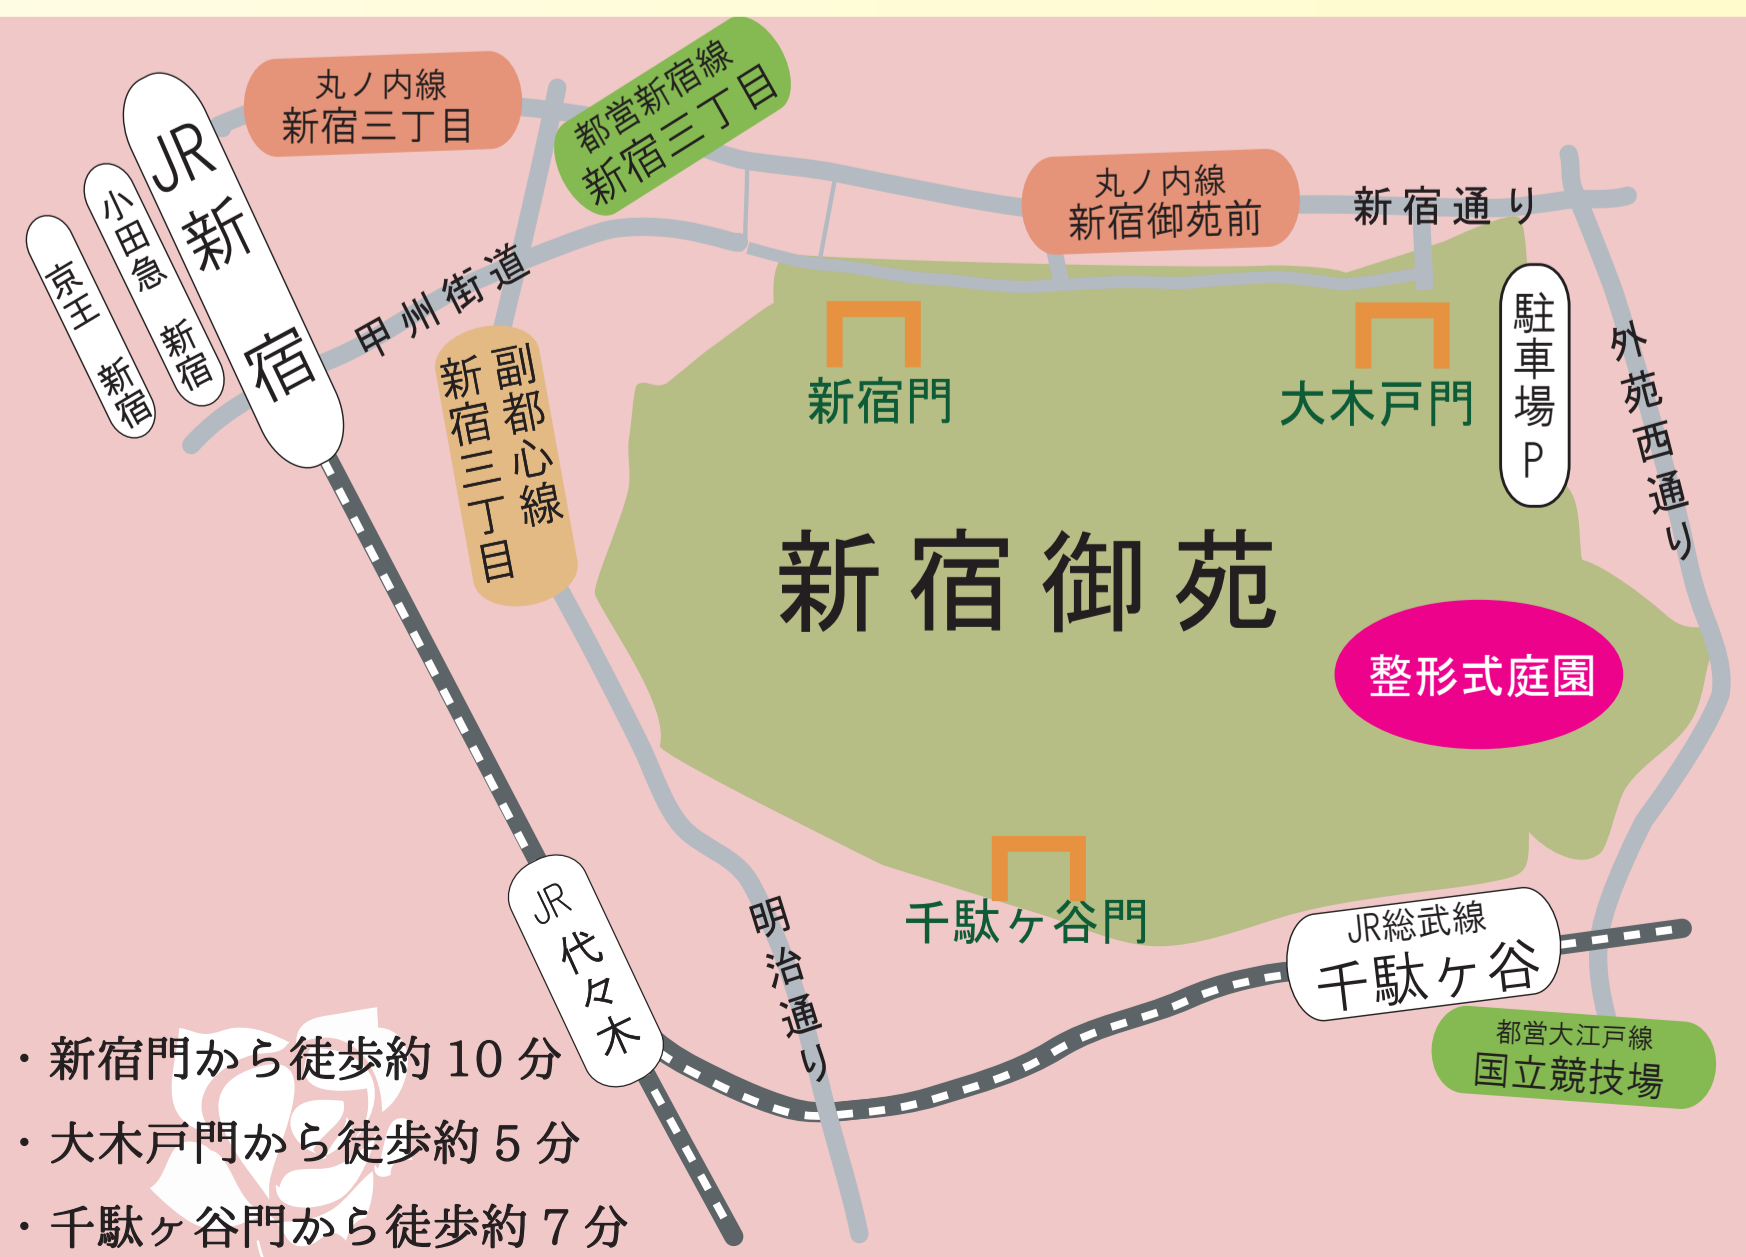 丸ノ内線
新宿三丁目
都営新宿線
新宿三丁目
JR新宿
小田急 新宿
京王 新宿
甲州街道
副都心線
新宿三丁目
丸ノ内線
新宿御苑前
新宿通り
新宿門
大木戸門
駐車場P
外苑西通り
新宿御苑
整形式庭園
千駄ヶ谷門
JR代々木
明治通り
JR総武線
千駄ヶ谷
都営大江戸線
国立競技場
・新宿門から徒歩約 10 分
・大木戸門から徒歩約 5 分
・千駄ヶ谷門から徒歩約 7 分